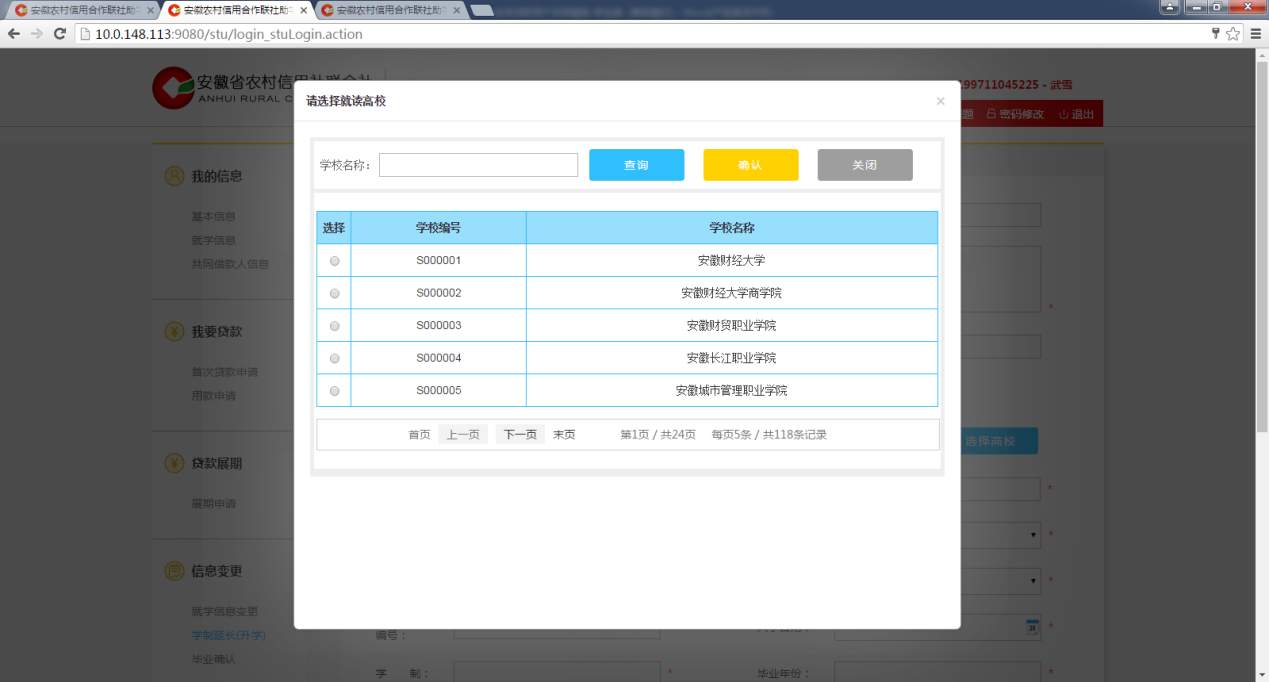 安徽农村信用合作联社助
安徽农村信用合作联社助
安徽农村信用合作联社助
10.0.148.113:9080/stu/login_stuLogin.action
安徽省农村信用社联合社
ANHUI RURAL C
99711045225 - 武雪
题 密码修改 退出
请选择就读高校
×
学校名称：
查询 确认 关闭
选择 学校编号 学校名称
S000001 安徽财经大学
S000002 安徽财经大学商学院
S000003 安徽财贸职业学院
S000004 安徽长江职业学院
S000005 安徽城市管理职业学院
首页 上一页 下一页 末页 第1页 / 共24页 每页5条 / 共118条记录
我的信息
基本信息
就学信息
共同借款人信息
我要贷款
首次贷款申请
用款申请
贷款展期
展期申请
信息变更
就学信息变更
学制延长(升学)
毕业确认
*
选择高校
*
*
*
编号：
*
学 制：
*
毕业年份：
*